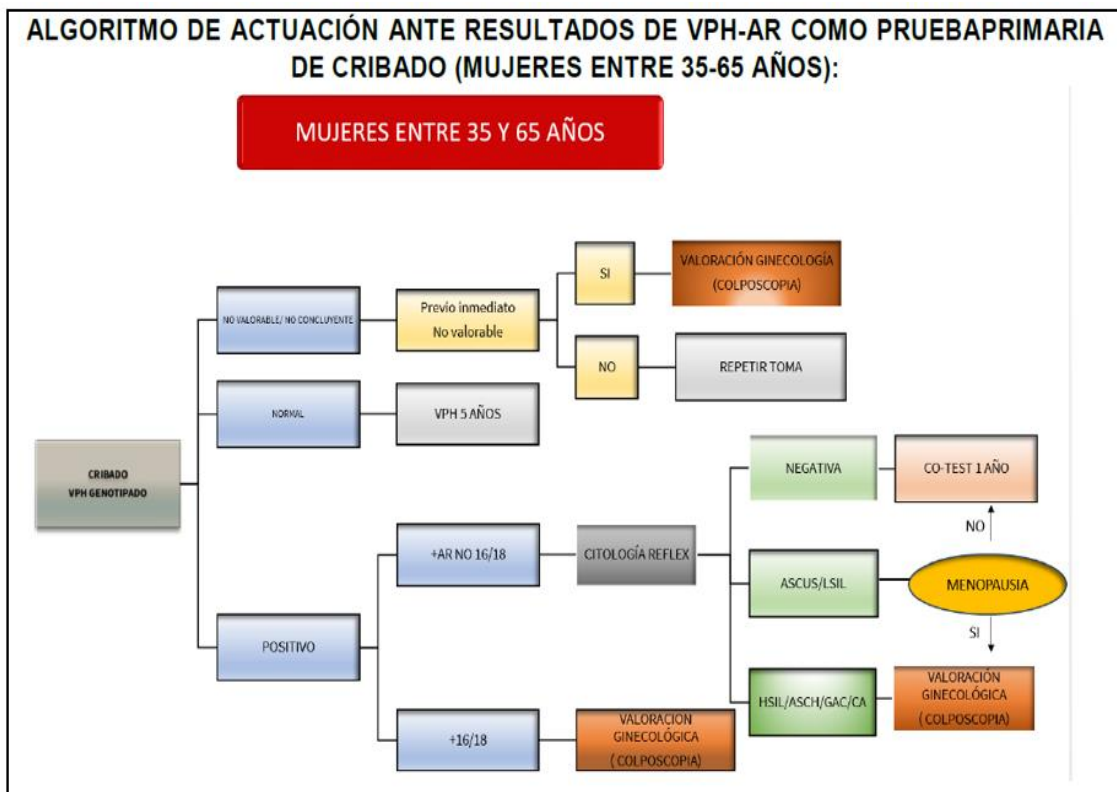 ALGORITMO DE ACTUACIÓN ANTE RESULTADOS DE VPH-AR COMO PRUEBAPRIMARIA
DE CRIBADO (MUJERES ENTRE 35-65 AÑOS):
MUJERES ENTRE 35 Y 65 AÑOS
SI
VALORACIÓN GINECOLOGÍA
(COLPOSCOPIA)
NO VALORABLE/ NO CONCLUYENTE
Previo inmediato
No valorable
NO
REPETIR TOMA
NORMAL
VPH 5 AÑOS
CRIBADO
VPH GENOTIPADO
NEGATIVA
CO-TEST 1 AÑO
NO
+AR NO 16/18
CITOLOGÍA REFLEX
ASCUS/LSIL
MENOPAUSIA
SI
POSITIVO
HSIL/ASCH/GAC/CA
VALORACIÓN
GINECOLÓGICA
( COLPOSCOPIA)
+16/18
VALORACION
GINECOLÓGICA
( COLPOSCOPIA)